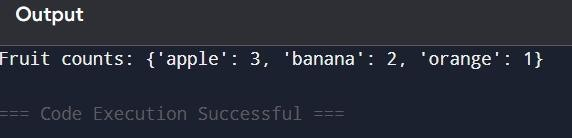 Output
Fruit counts: {'apple': 3, 'banana': 2, 'orange': 1}
=== Code Execution Successful ===